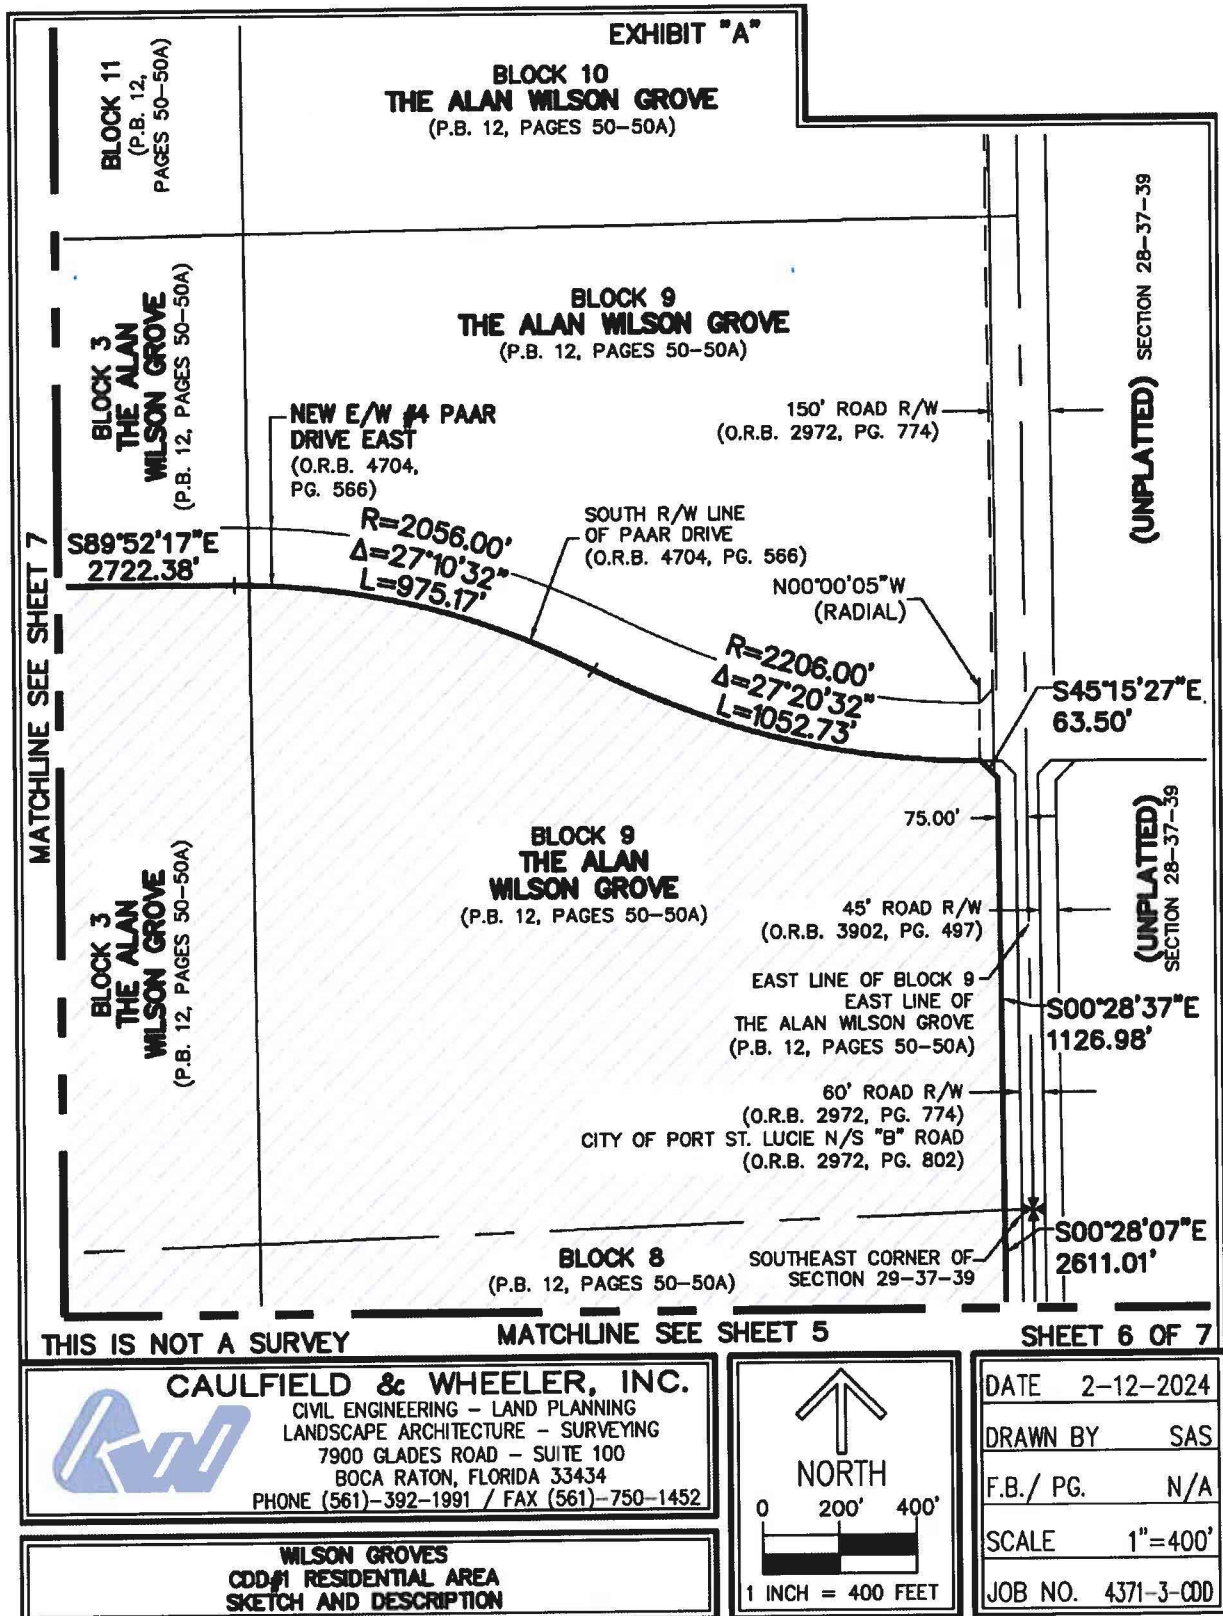 EXHIBIT "A"
BLOCK 11
(P.B. 12,
PAGES 50-50A)
BLOCK 10
THE ALAN WILSON GROVE
(P.B. 12, PAGES 50-50A)
BLOCK 3
THE ALAN
WILSON GROVE
(P.B. 12, PAGES 50-50A)
BLOCK 9
THE ALAN WILSON GROVE
(P.B. 12, PAGES 50-50A)
(UNPLATTED) SECTION 28-37-39
150' ROAD R/W
(O.R.B. 2972, PG. 774)
NEW E/W #4 PAAR
DRIVE EAST
(O.R.B. 4704,
PG. 566)
SOUTH R/W LINE
OF PAAR DRIVE
(O.R.B. 4704, PG. 566)
R=2056.00'
Δ=27°10'32"
L=975.17'
S89°52'17"E
2722.38'
N00°00'05"W
(RADIAL)
R=2206.00'
Δ=27°20'32"
L=1052.73'
S45°15'27"E
63.50'
MATCHLINE SEE SHEET 7
75.00'
(UNPLATTED)
SECTION 28-37-39
BLOCK 9
THE ALAN
WILSON GROVE
(P.B. 12, PAGES 50-50A)
BLOCK 3
THE ALAN
WILSON GROVE
(P.B. 12, PAGES 50-50A)
45' ROAD R/W
(O.R.B. 3902, PG. 497)
EAST LINE OF BLOCK 9
EAST LINE OF
THE ALAN WILSON GROVE
(P.B. 12, PAGES 50-50A)
S00°28'37"E
1126.98'
60' ROAD R/W
(O.R.B. 2972, PG. 774)
CITY OF PORT ST. LUCIE N/S "B" ROAD
(O.R.B. 2972, PG. 802)
BLOCK 8
(P.B. 12, PAGES 50-50A)
SOUTHEAST CORNER OF
SECTION 29-37-39
S00°28'07"E
2611.01'
THIS IS NOT A SURVEY
MATCHLINE SEE SHEET 5
SHEET 6 OF 7
CAULFIELD & WHEELER, INC.
CIVIL ENGINEERING - LAND PLANNING
LANDSCAPE ARCHITECTURE - SURVEYING
7900 GLADES ROAD - SUITE 100
BOCA RATON, FLORIDA 33434
PHONE (561)-392-1991 / FAX (561)-750-1452
WILSON GROVES
CDD#1 RESIDENTIAL AREA
SKETCH AND DESCRIPTION
NORTH
0 200' 400'
1 INCH = 400 FEET
DATE 2-12-2024
DRAWN BY SAS
F.B./ PG. N/A
SCALE 1"=400'
JOB NO. 4371-3-CDD